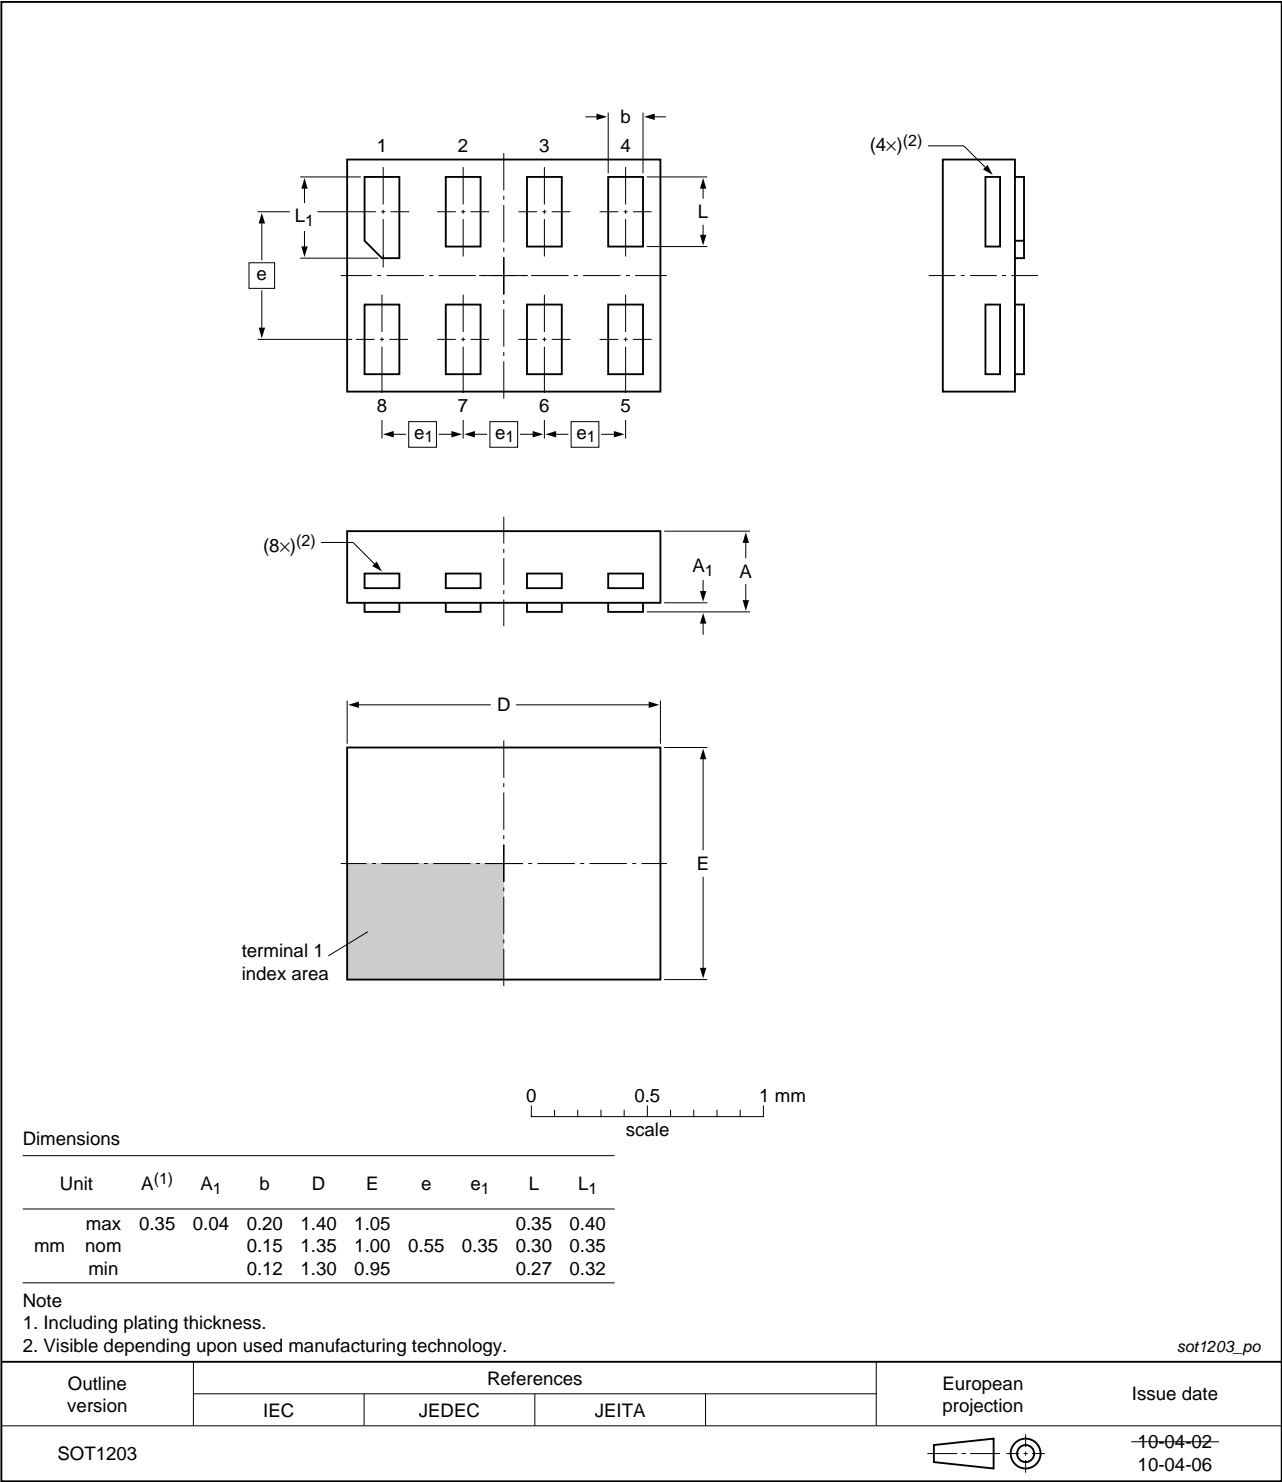 b
1 2 3 4
(4×)(2)
L1
L
e
8 7 6 5
e1 e1 e1
(8×)(2)
A1 A
D
E
terminal 1
index area
0 0.5 1 mm
scale
Dimensions
Unit A(1) A1 b D E e e1 L L1
max 0.35 0.04 0.20 1.40 1.05 0.35 0.40
mm nom 0.15 1.35 1.00 0.55 0.35 0.30 0.35
min 0.12 1.30 0.95 0.27 0.32
Note
1. Including plating thickness.
2. Visible depending upon used manufacturing technology.
sot1203_po
Outline
version
References
IEC JEDEC JEITA
European
projection
Issue date
SOT1203
10-04-02
10-04-06